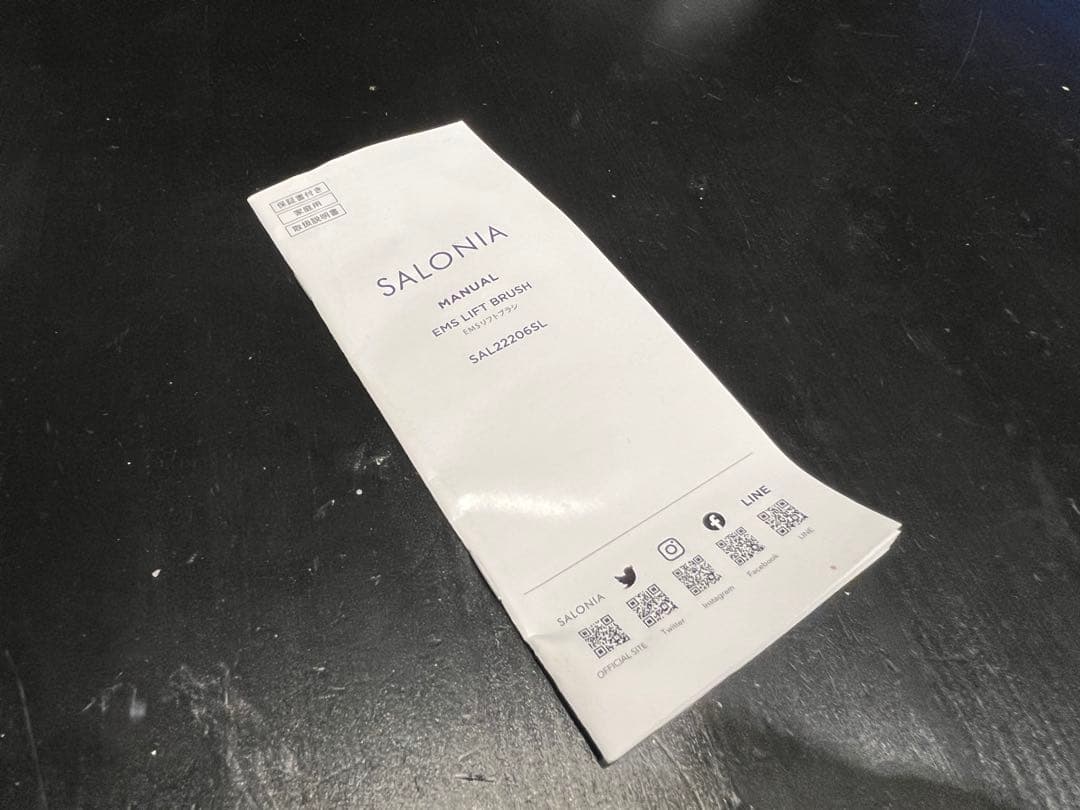 保証書付き
家庭用
取扱説明書
SALONIA
MANUAL
EMS LIFT BRUSH
EMSリフトブラシ
SAL22206SL
SALONIA
LINE
OFFICIAL SITE
Twitter
Instagram
Facebook
LINE